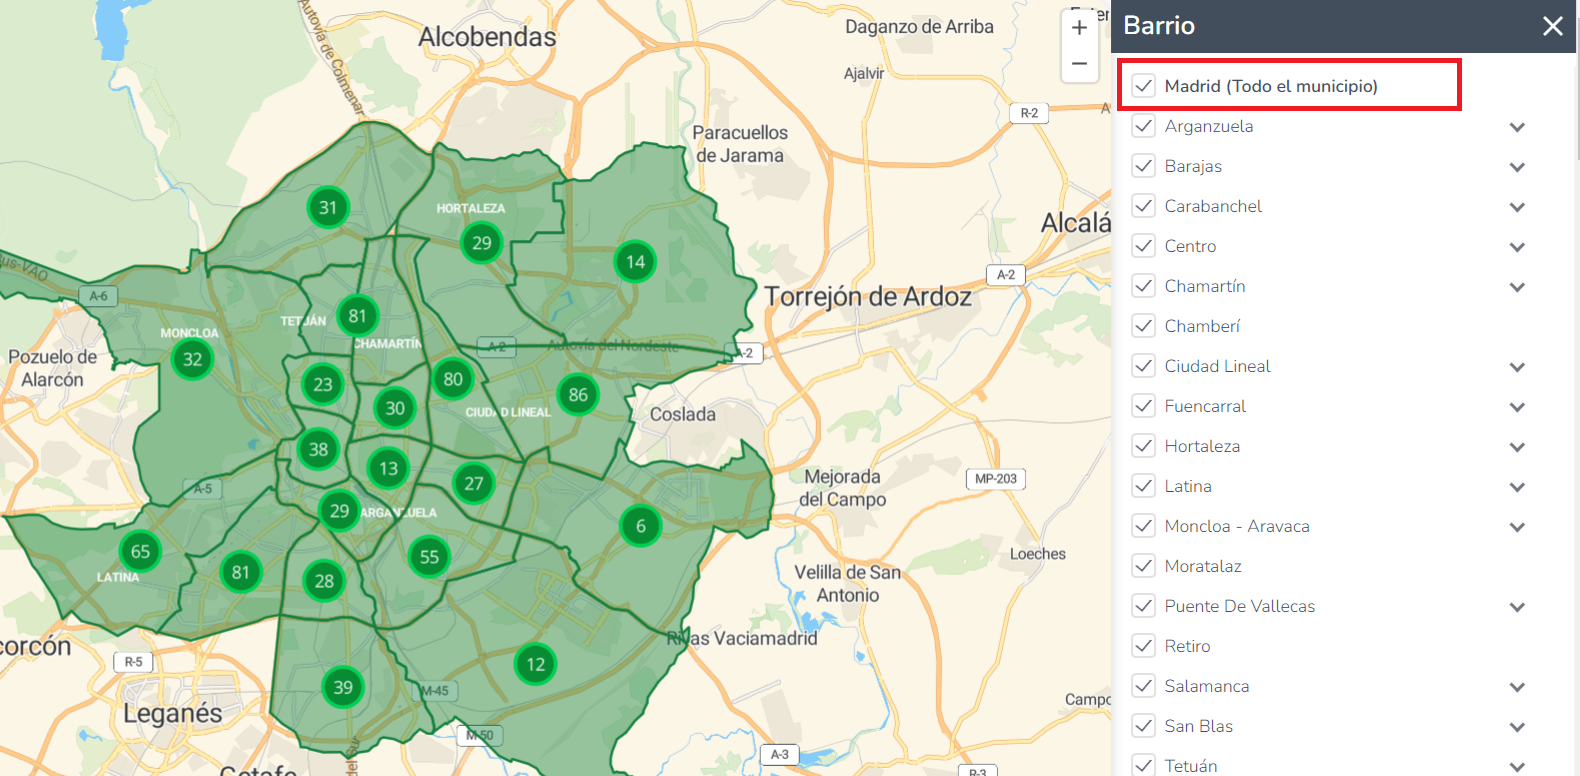 Alcobendas
Daganzo de Arriba
Ajalvir
Autovía de Colmenar
R-2
Paracuellos
de Jarama
31
HORTALEZA
29
14
Alcalá
A-2
Torrejón de Ardoz
A-6
MONCLOA
32
TETUÁN
81
CHAMARTÍN
A-2
Autovía del Nordeste
A-2
Pozuelo de
Alarcón
23
80
86
30
CIUDAD LINEAL
Coslada
38
13
27
A-5
Mejorada
del Campo
MP-203
29
ARGANZUELA
6
65
LATINA
81
28
55
Loeches
Velilla de San
Antonio
Rivas Vaciamadrid
corcón
R-5
12
39
M-45
Leganés
M-50
A-3
R-3
Getafe
+
−
Barrio
Madrid (Todo el municipio)
Arganzuela
Barajas
Carabanchel
Centro
Chamartín
Chamberí
Ciudad Lineal
Fuencarral
Hortaleza
Latina
Moncloa - Aravaca
Moratalaz
Puente De Vallecas
Retiro
Salamanca
San Blas
Tetuán